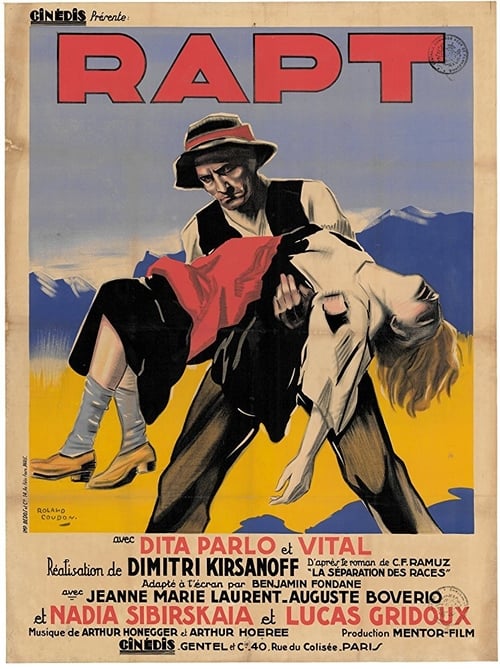 CINÉDIS Présente:
RAPT
ROLAND
COUDON.
avec DITA PARLO et VITAL
Réalisation de DIMITRI KIRSANOFF D'après le roman de C.F. RAMUZ
"LA SÉPARATION DES RACES"
Adapté à l'écran par BENJAMIN FONDANE
avec JEANNE MARIE LAURENT - AUGUSTE BOVERIO
et NADIA SIBIRSKAIA et LUCAS GRIDOUX
Musique de ARTHUR HONEGGER et ARTHUR HOERÉE Production MENTOR-FILM
CINÉDIS. GENTEL et Cie. 40, Rue du Colisée. PARIS